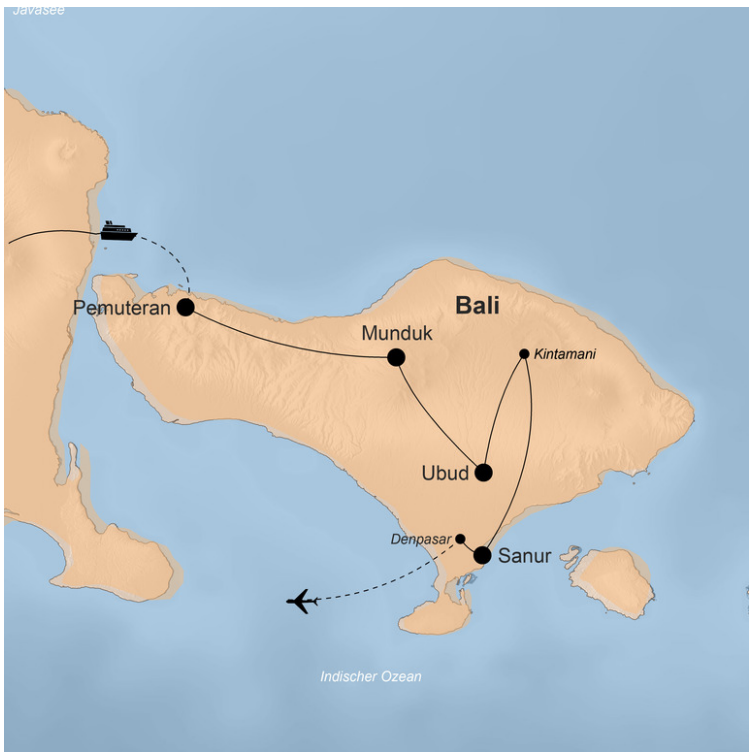 Javasee
Bali
Pemuteran
Munduk
Kintamani
Ubud
Denpasar
Sanur
Indischer Ozean